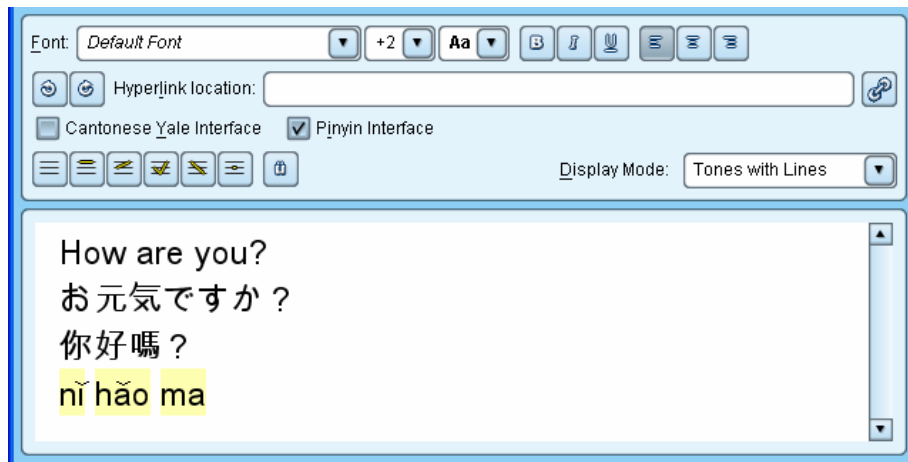 Font: Default Font +2 Aa B I U
Hyperlink location:
Cantonese Yale Interface Pinyin Interface
Display Mode: Tones with Lines
How are you?
お元気ですか？
你好嗎？
nǐ hǎo ma